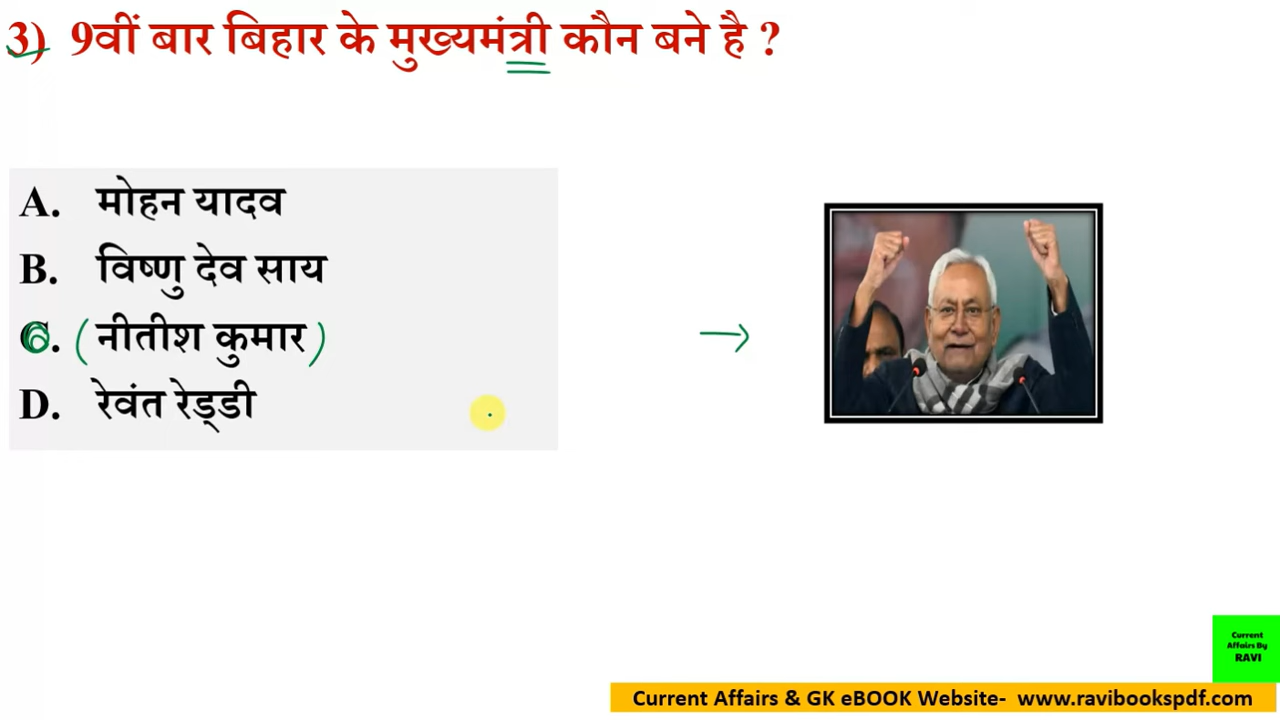 3) 9वीं बार बिहार के मुख्यमंत्री कौन बने है ?
A. मोहन यादव
B. विष्णु देव साय
C. (नीतीश कुमार)
D. रेवंत रेड्डी
Current
Affairs By
RAVI
Current Affairs & GK eBOOK Website- www.ravibookspdf.com